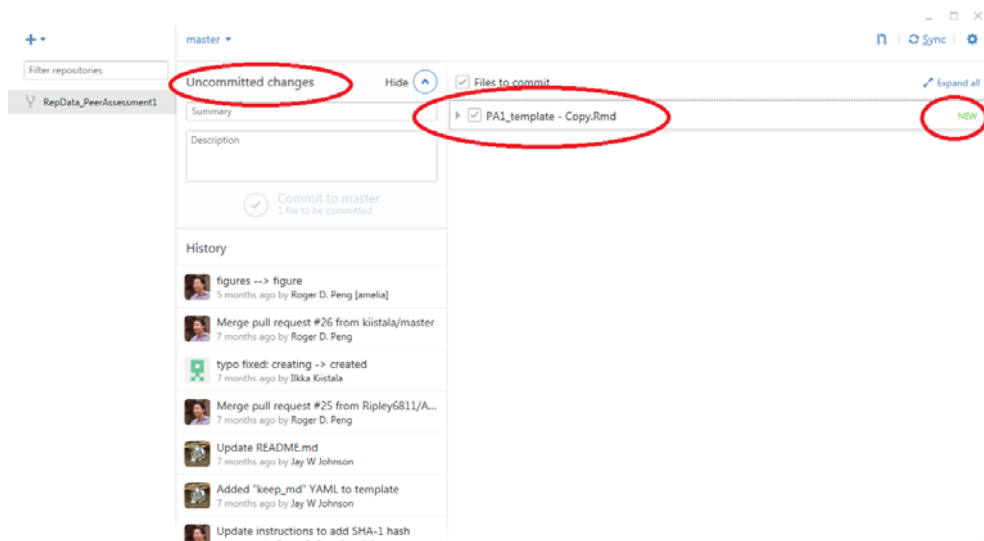 master
Sync
Filter repositories
RepData_PeerAssessment1
Uncommitted changes
Hide
Summary
Description
Commit to master
1 file to be committed
History
figures --> figure
5 months ago by Roger D. Peng [amelia]
Merge pull request #26 from kiistala/master
7 months ago by Roger D. Peng
typo fixed: creating -> created
7 months ago by Ilkka Kiistala
Merge pull request #25 from Ripley6811/A...
7 months ago by Roger D. Peng
Update README.md
7 months ago by Jay W Johnson
Added "keep_md" YAML to template
7 months ago by Jay W Johnson
Update instructions to add SHA-1 hash
Files to commit
Expand all
PA1_template - Copy.Rmd
NEW